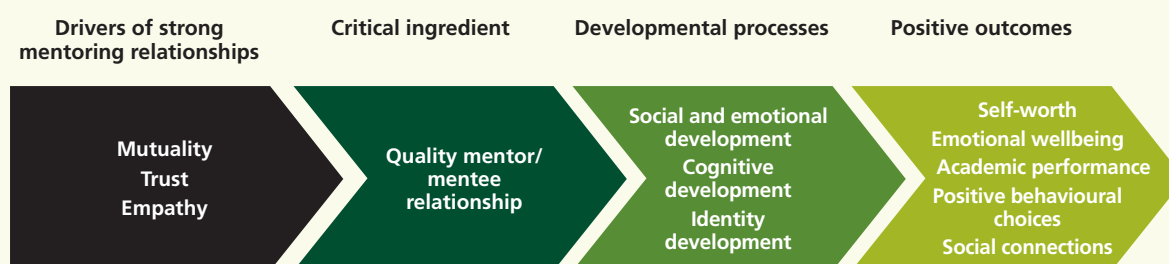 Drivers of strong
mentoring relationships
Critical ingredient
Developmental processes
Positive outcomes
Mutuality
Trust
Empathy
Quality mentor/
mentee
relationship
Social and emotional
development
Cognitive
development
Identity
development
Self-worth
Emotional wellbeing
Academic performance
Positive behavioural
choices
Social connections